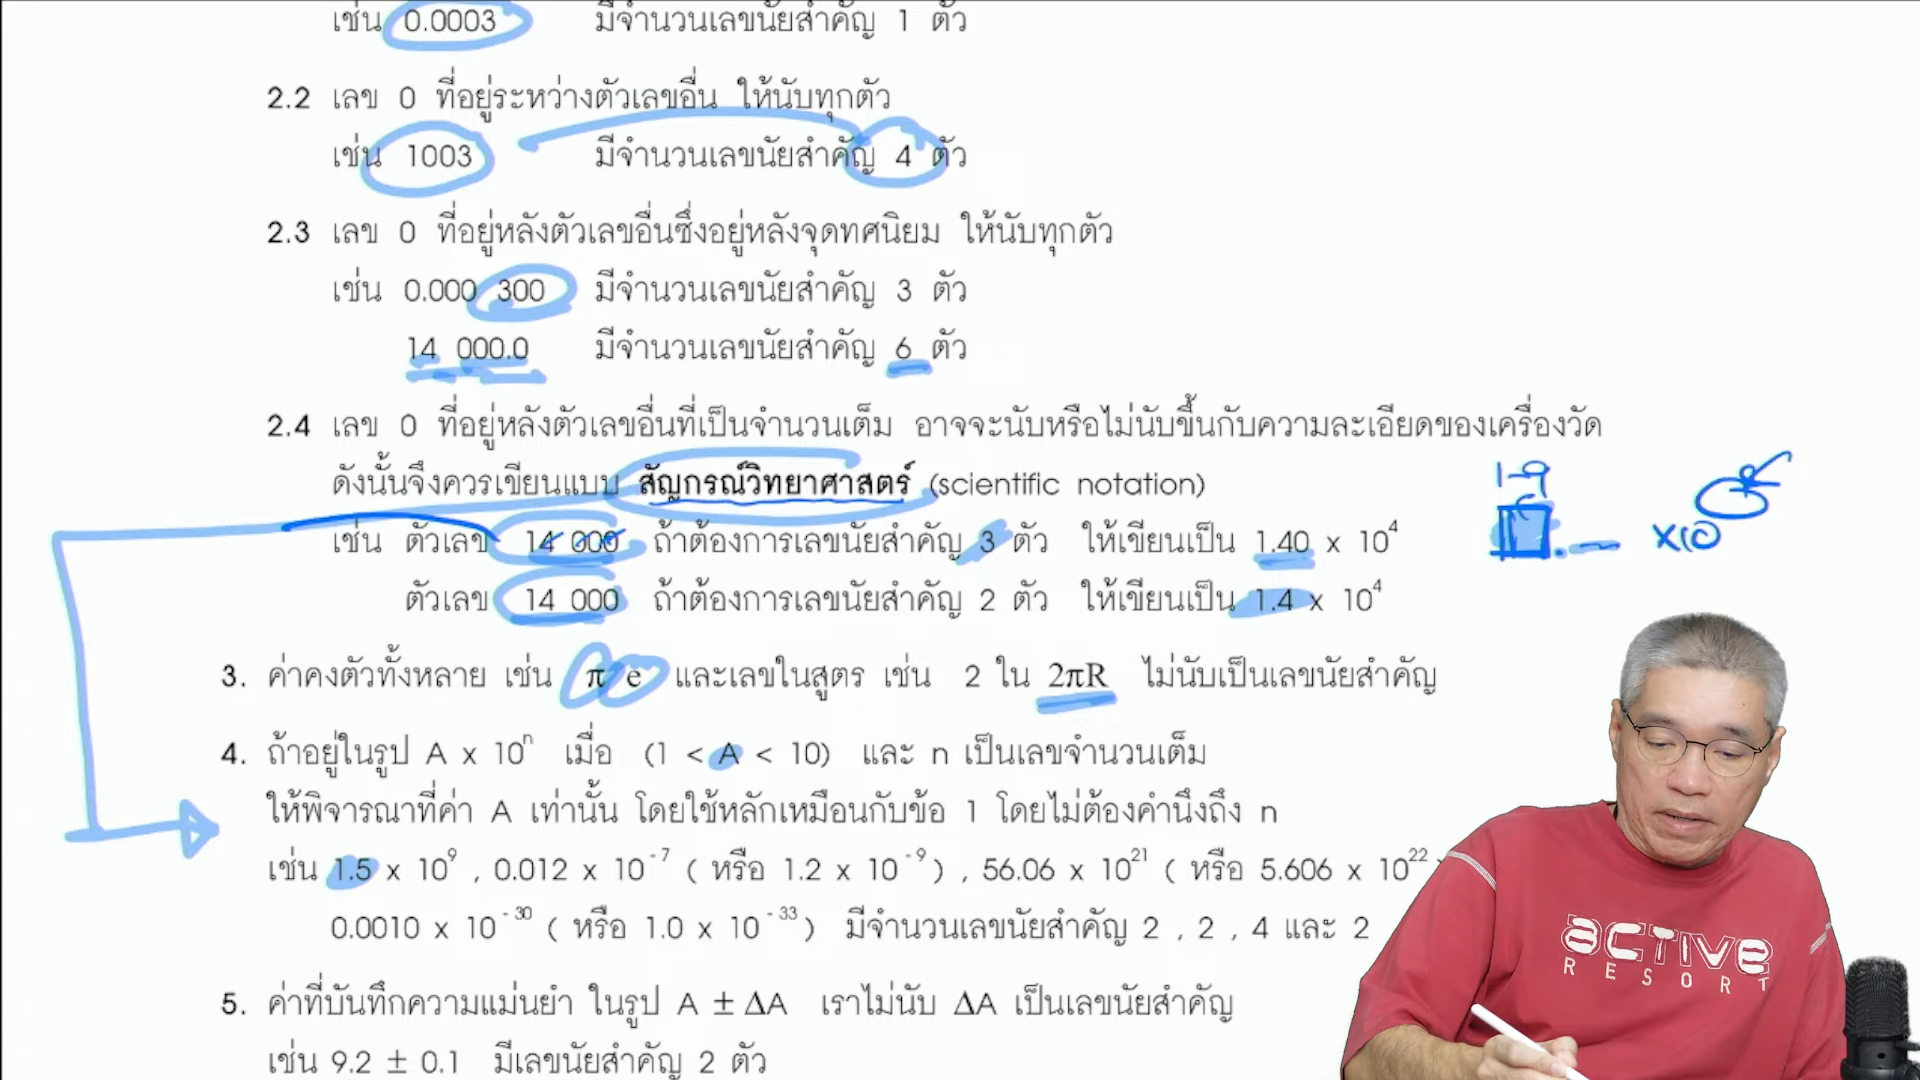 เช่น 0.0003 มีจำนวนเลขนัยสำคัญ 1 ตัว
2.2 เลข 0 ที่อยู่ระหว่างตัวเลขอื่น ให้นับทุกตัว
เช่น 1003 มีจำนวนเลขนัยสำคัญ 4 ตัว
2.3 เลข 0 ที่อยู่หลังตัวเลขอื่นซึ่งอยู่หลังจุดทศนิยม ให้นับทุกตัว
เช่น 0.000 300 มีจำนวนเลขนัยสำคัญ 3 ตัว
14 000.0 มีจำนวนเลขนัยสำคัญ 6 ตัว
2.4 เลข 0 ที่อยู่หลังตัวเลขอื่นที่เป็นจำนวนเต็ม อาจจะนับหรือไม่นับขึ้นกับความละเอียดของเครื่องวัด
ดังนั้นจึงควรเขียนแบบ สัญกรณ์วิทยาศาสตร์ (scientific notation)
1-9
เช่น ตัวเลข 14 000 ถ้าต้องการเลขนัยสำคัญ 3 ตัว ให้เขียนเป็น 1.40 x 10⁴
x10
ตัวเลข 14 000 ถ้าต้องการเลขนัยสำคัญ 2 ตัว ให้เขียนเป็น 1.4 x 10⁴
3. ค่าคงตัวทั้งหลาย เช่น π e และเลขในสูตร เช่น 2 ใน 2πR ไม่นับเป็นเลขนัยสำคัญ
4. ถ้าอยู่ในรูป A x 10ⁿ เมื่อ (1 < A < 10) และ n เป็นเลขจำนวนเต็ม
ให้พิจารณาที่ค่า A เท่านั้น โดยใช้หลักเหมือนกับข้อ 1 โดยไม่ต้องคำนึงถึง n
เช่น 1.5 x 10⁹ , 0.012 x 10⁻⁷ ( หรือ 1.2 x 10⁻⁹ ) , 56.06 x 10²¹ ( หรือ 5.606 x 10²²
0.0010 x 10⁻³⁰ ( หรือ 1.0 x 10⁻³³ ) มีจำนวนเลขนัยสำคัญ 2 , 2 , 4 และ 2
5. ค่าที่บันทึกความแม่นยำ ในรูป A ± ΔA เราไม่นับ ΔA เป็นเลขนัยสำคัญ
เช่น 9.2 ± 0.1 มีเลขนัยสำคัญ 2 ตัว
ACTIVE
RESORT